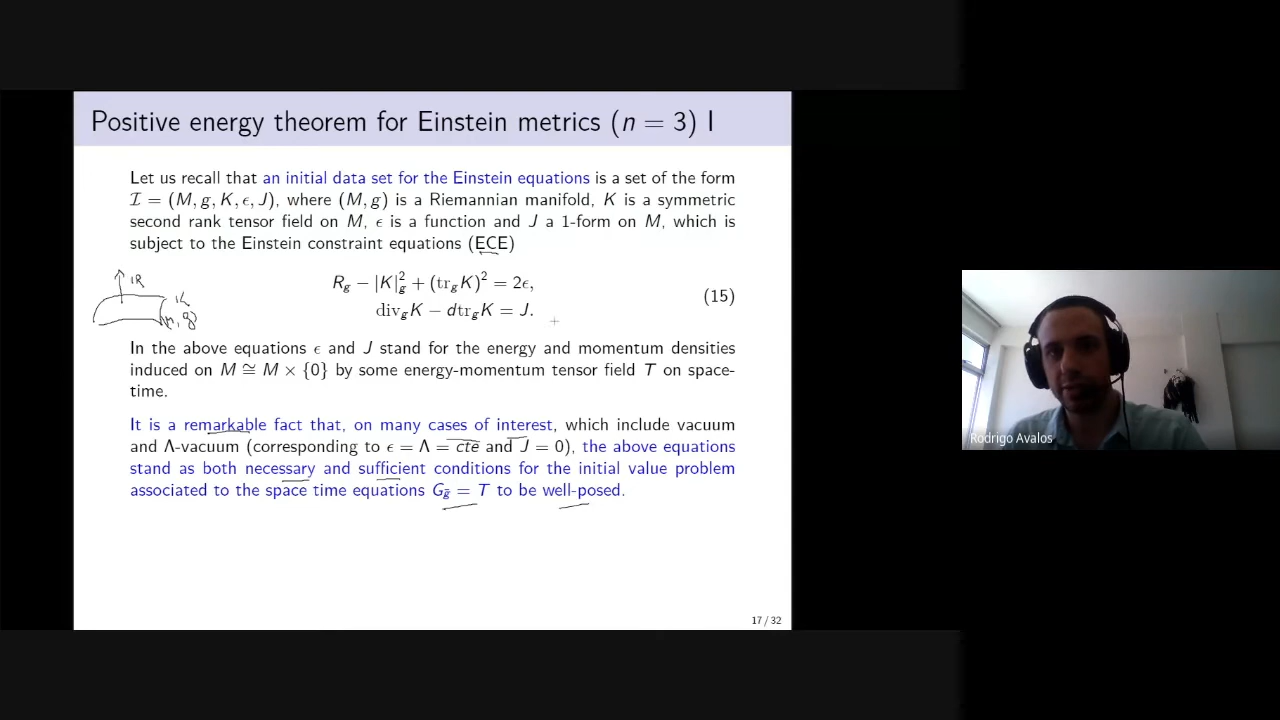 Positive energy theorem for Einstein metrics (n = 3) I
Let us recall that an initial data set for the Einstein equations is a set of the form
ℐ = (M, g, K, ϵ, J), where (M, g) is a Riemannian manifold, K is a symmetric
second rank tensor field on M, ϵ is a function and J a 1-form on M, which is
subject to the Einstein constraint equations (ECE)
R_g − |K|²_g + (tr_g K)² = 2ϵ,
div_g K − dtr_g K = J.
(15)
ℝ
K
(M, g)
In the above equations ϵ and J stand for the energy and momentum densities
induced on M ≅ M × {0} by some energy-momentum tensor field T on space-
time.
It is a remarkable fact that, on many cases of interest, which include vacuum
and Λ-vacuum (corresponding to ϵ = Λ = cte and J = 0), the above equations
stand as both necessary and sufficient conditions for the initial value problem
associated to the space time equations G_ḡ = T to be well-posed.
17 / 32
Rodrigo Avalos